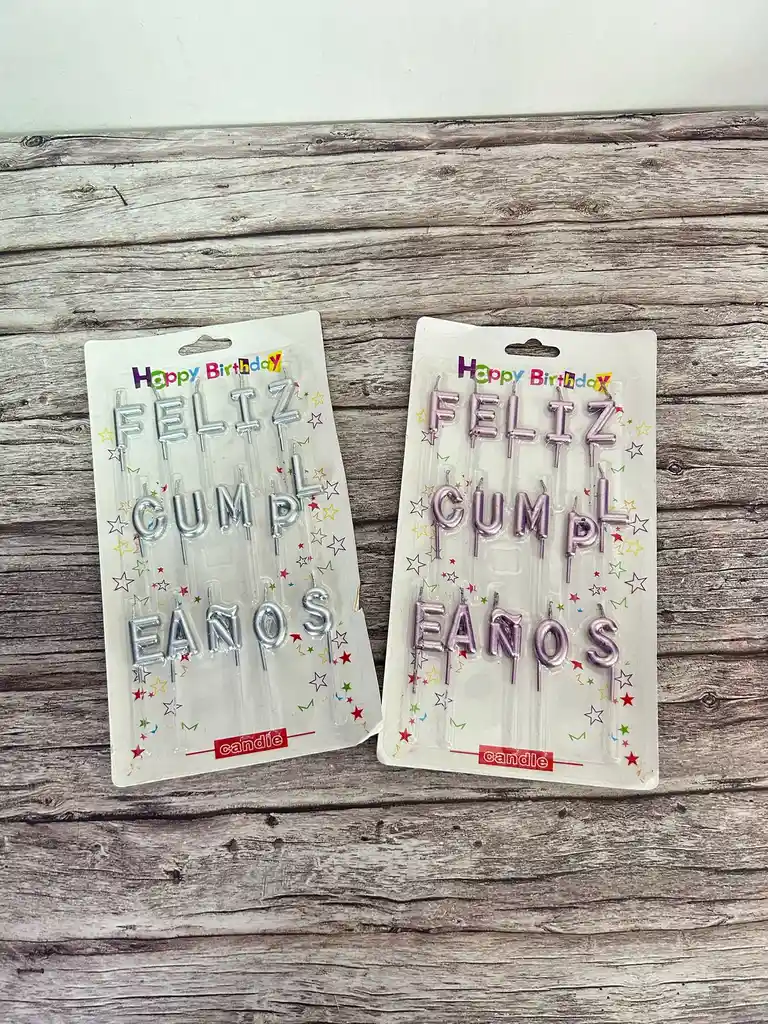 Happy Birthday
FELIZ
CUMPL
EAÑOS
candle
Happy Birthday
FELIZ
CUMPL
EAÑOS
candle